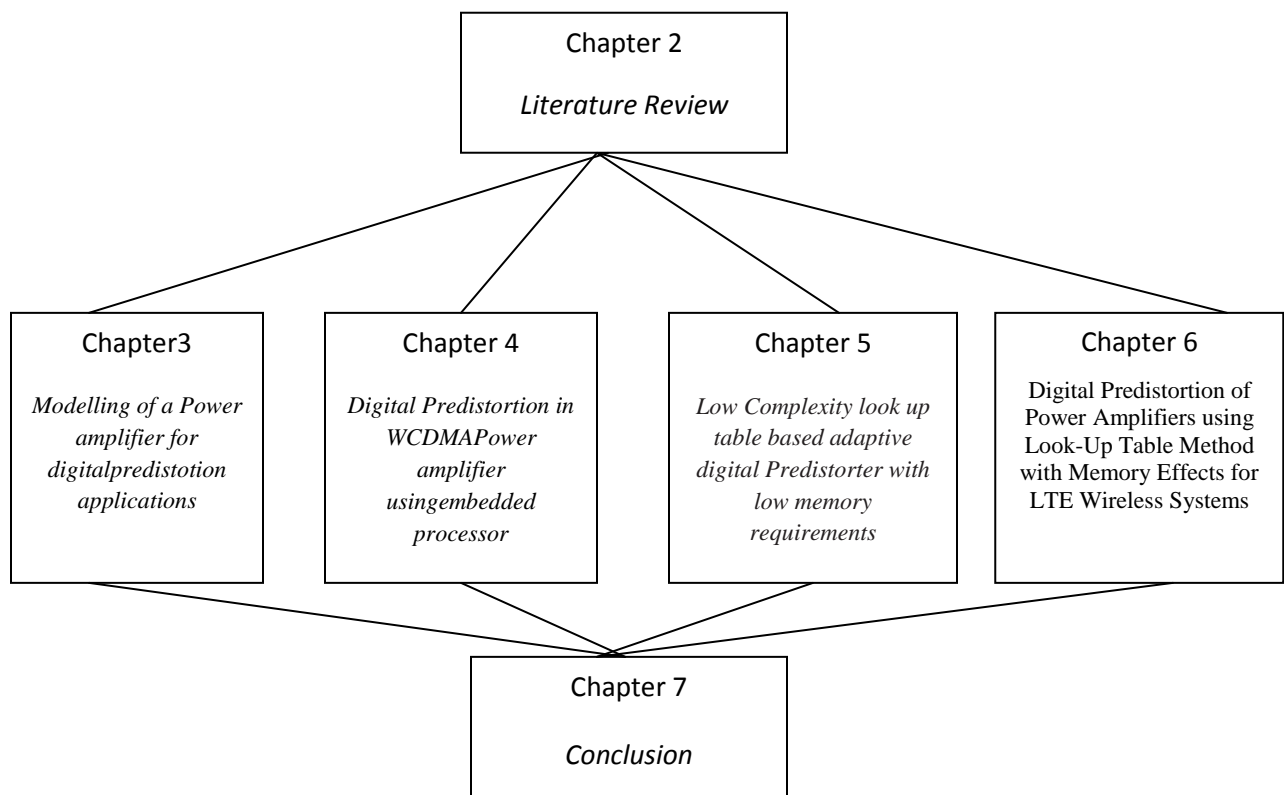 Chapter 2
Literature Review
Chapter3
Modelling of a Power
amplifier for
digitalpredistotion
applications
Chapter 4
Digital Predistortion in
WCDMAPower
amplifier
usingembedded
processor
Chapter 5
Low Complexity look up
table based adaptive
digital Predistorter with
low memory
requirements
Chapter 6
Digital Predistortion of
Power Amplifiers using
Look-Up Table Method
with Memory Effects for
LTE Wireless Systems
Chapter 7
Conclusion